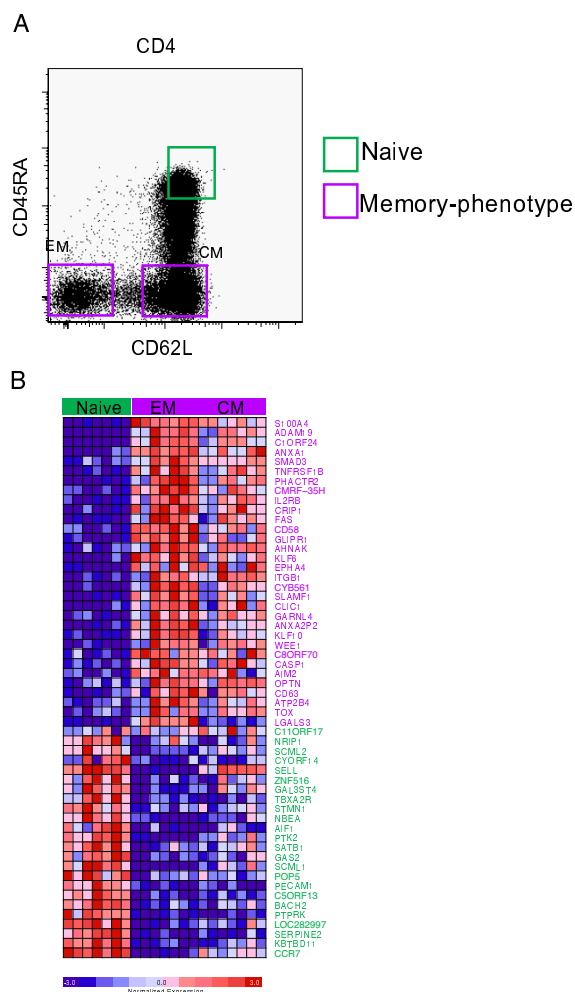 A
CD4
CD45RA
EM
CM
CD62L
Naive
Memory-phenotype
B
Naive EM CM
S100A4
ADAM19
C1ORF24
ANXA1
SMAD3
TNFRSF1B
PHACTR2
CMRF-35H
IL2RB
CRIP1
FAS
CD58
GLIPR1
AHNAK
KLF6
EPHA4
ITGB1
CYB561
SLAMF1
CLIC1
GARNL4
ANXA2P2
KLF10
WEE1
C8ORF70
CASP1
AIM2
OPTN
CD63
ATP2B4
TOX
LGALS3
C11ORF17
NRIP1
SCML2
CYORF14
SELL
ZNF516
GAL3ST4
TBXA2R
STMN1
NBEA
AIF1
PTK2
SATB1
GAS2
SCML1
POP5
PECAM1
C5ORF13
BACH2
PTPRK
LOC282997
SERPINE2
KBTBD11
CCR7
-3.0 0.0 3.0
Normalized Expression